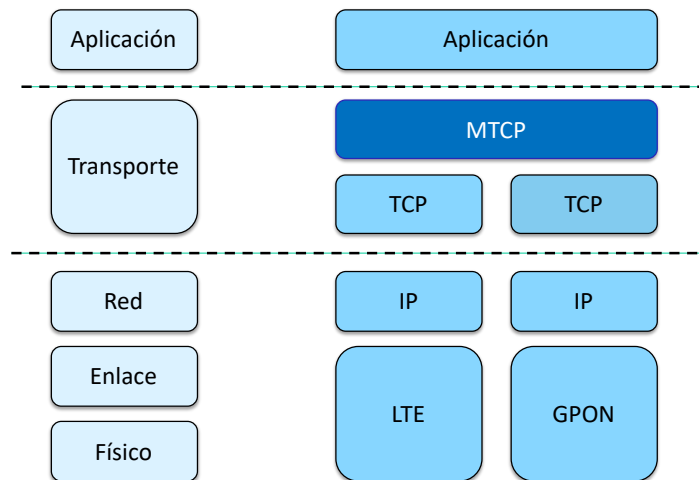 Aplicación
Aplicación
Transporte
MTCP
TCP
TCP
Red
IP
IP
Enlace
LTE
GPON
Físico